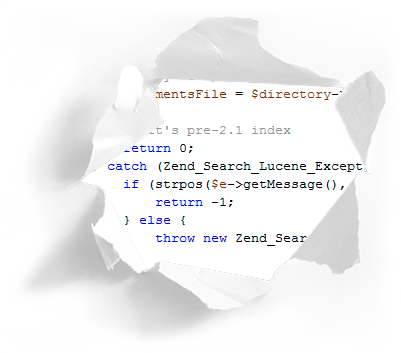 mentsFile = $directory-
t's pre-2.1 index
return 0;
catch (Zend_Search_Lucene_Except
if (strpos($e->getMessage(),
return -1;
} else {
throw new Zend_Sear